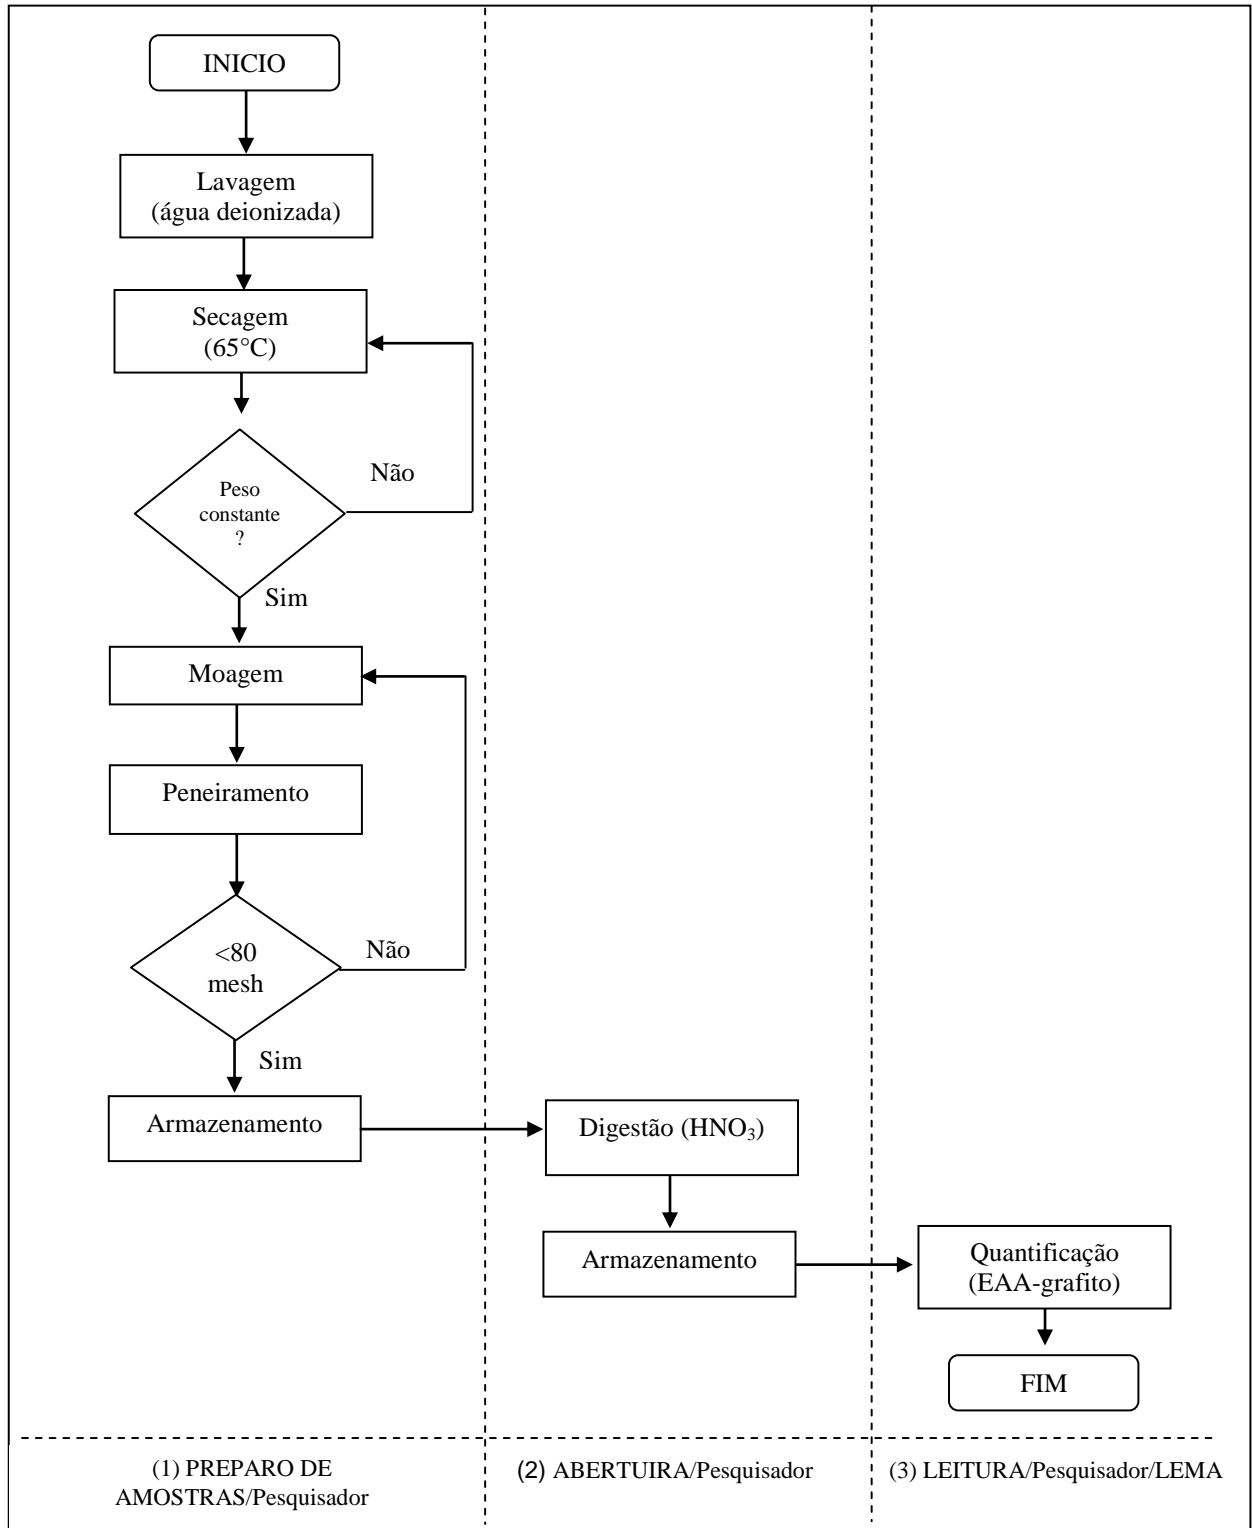 INICIO
Lavagem
(água deionizada)
Secagem
(65°C)
Não
Peso
constante
?
Sim
Moagem
Peneiramento
<80
mesh
Não
Sim
Armazenamento
Digestão (HNO₃)
Armazenamento
Quantificação
(EAA-grafito)
FIM
(1) PREPARO DE
AMOSTRAS/Pesquisador
(2) ABERTUIRA/Pesquisador
(3) LEITURA/Pesquisador/LEMA